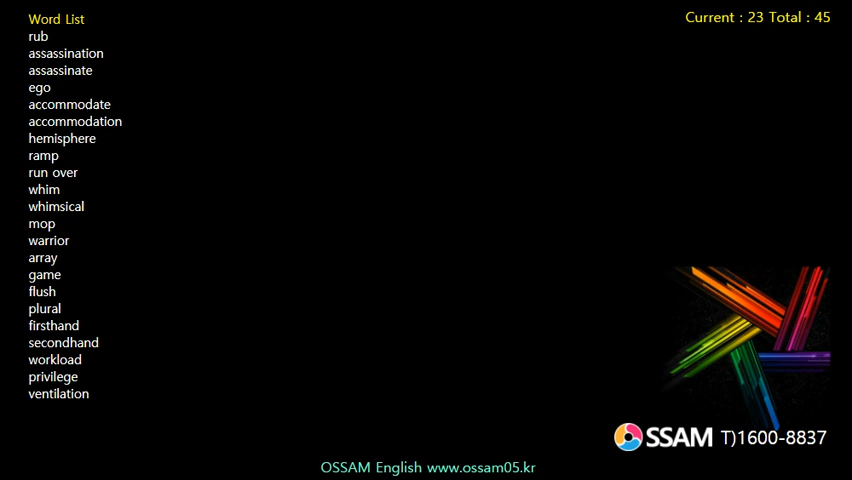 Word List
Current : 23 Total : 45
rub
assassination
assassinate
ego
accommodate
accommodation
hemisphere
ramp
run over
whim
whimsical
mop
warrior
array
game
flush
plural
firsthand
secondhand
workload
privilege
ventilation
OSSAM T)1600-8837
OSSAM English www.ossam05.kr